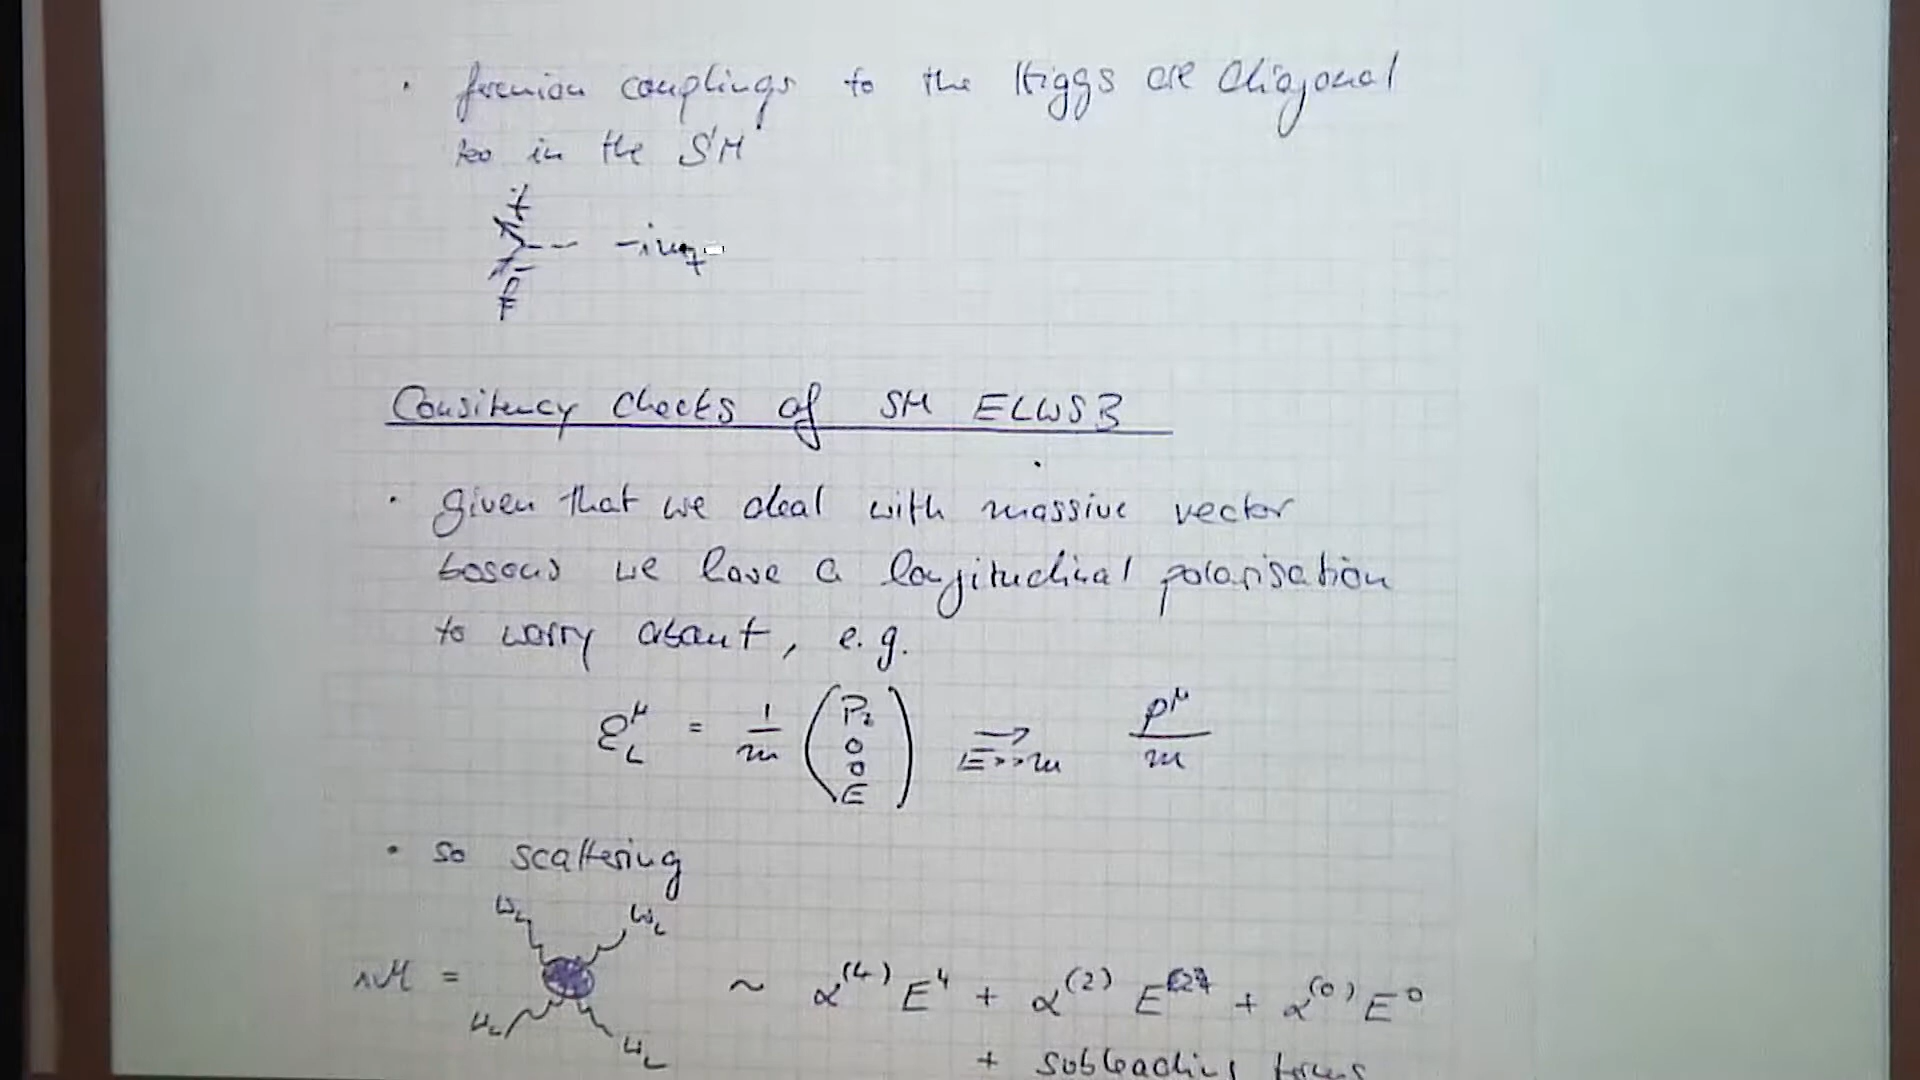 · fermion couplings to the Higgs are diagonal
too in the SM
f
-im_f
f
Consitency checks of SM ELWSB
· given that we deal with massive vector
bosons we have a longitudinal polarisation
to worry about, e.g.
ε_L^μ = 1/m (P_z 0 0 E) → E>>m p^μ/m
· so scattering
W_L W_L
iM = ~ α^(4) E^4 + α^(2) E^2 + α^(0) E^0
W_L W_L
+ subleading terms